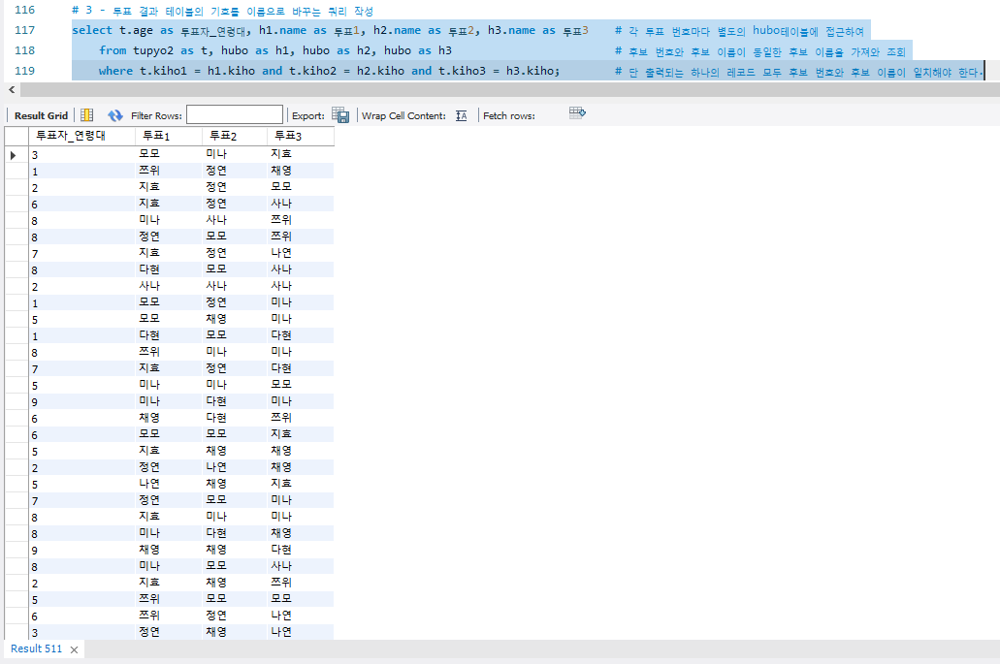 116 # 3 - 투표 결과 테이블의 기호를 이름으로 바꾸는 쿼리 작성
117 select t.age as 투표자_연령대, h1.name as 투표1, h2.name as 투표2, h3.name as 투표3 # 각 투표 번호마다 별도의 hubo테이블에 접근하여
118 from tupyo2 as t, hubo as h1, hubo as h2, hubo as h3 # 후보 번호와 후보 이름이 동일한 후보 이름을 가져와 조회
119 where t.kiho1 = h1.kiho and t.kiho2 = h2.kiho and t.kiho3 = h3.kiho; # 단 출력되는 하나의 레코드 모두 후보 번호와 후보 이름이 일치해야 한다.
Result Grid Filter Rows: Export: Wrap Cell Content: Fetch rows:
투표자_연령대 투표1 투표2 투표3
3 모모 미나 지효
1 쯔위 정연 채영
2 지효 정연 모모
6 지효 정연 사나
8 미나 사나 쯔위
8 정연 모모 쯔위
7 지효 정연 나연
8 다현 모모 사나
2 사나 사나 사나
1 모모 정연 미나
5 모모 채영 미나
1 다현 모모 다현
8 쯔위 미나 미나
7 지효 정연 다현
5 미나 미나 모모
9 미나 다현 미나
6 채영 다현 쯔위
6 모모 모모 지효
5 지효 채영 채영
2 정연 나연 채영
5 나연 채영 지효
7 정연 모모 미나
8 지효 미나 미나
8 미나 다현 채영
9 채영 채영 다현
8 미나 모모 사나
2 지효 채영 쯔위
5 쯔위 모모 모모
6 쯔위 정연 나연
3 정연 채영 나연
Result 511